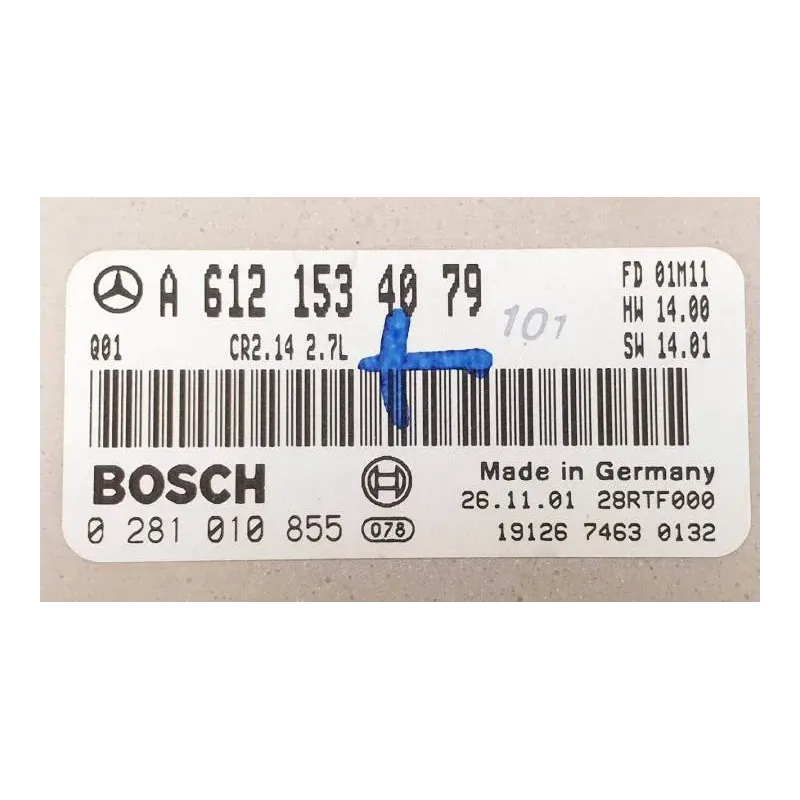 A 612 153 40 79
FD 01M11
HW 14.00
SW 14.01
101
Q01 CR2.14 2.7L
BOSCH
Made in Germany
26.11.01 28RTF000
0 281 010 855 078
19126 7463 0132